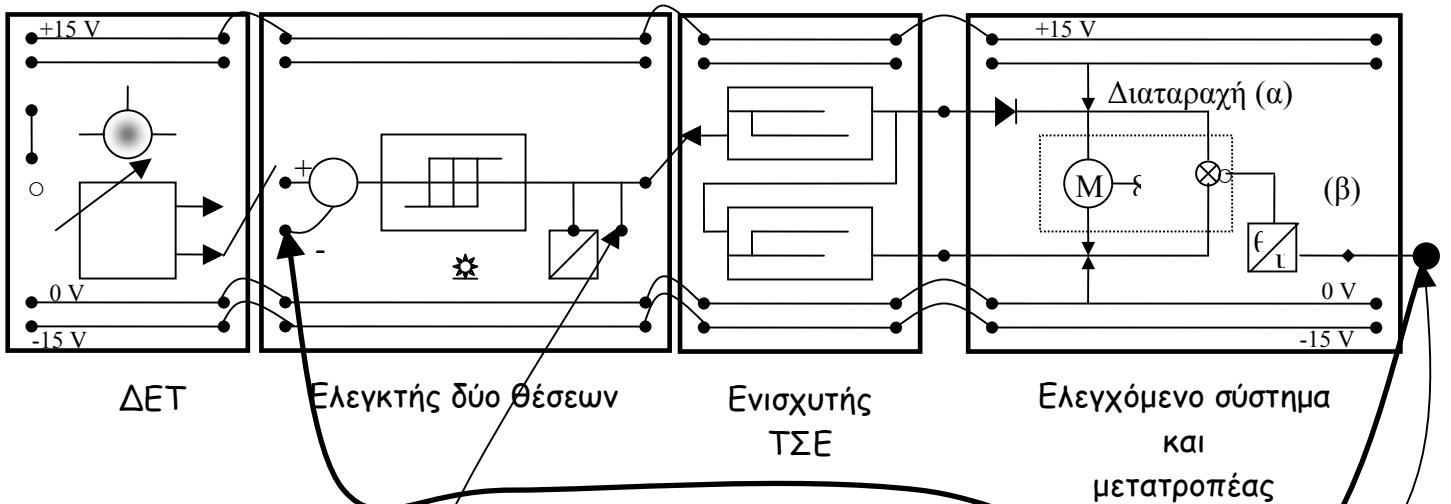 +15 V
+15 V
Διαταραχή (α)
+
M
(β)
-
0 V
0 V
-15 V
-15 V
ΔΕΤ
Ελεγκτής δύο θέσεων
Ενισχυτής
ΤΣΕ
Ελεγχόμενο σύστημα
και
μετατροπέας